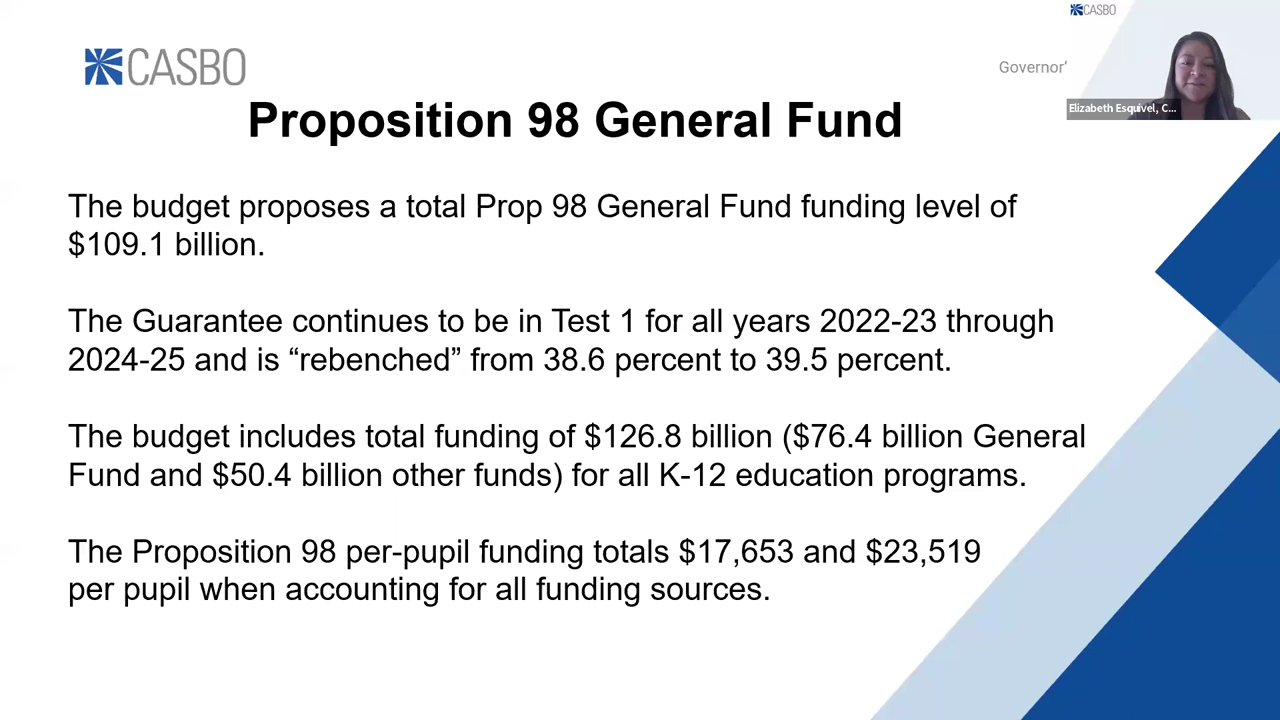 CASBO
CASBO
Governor'
Elizabeth Esquivel, C...
Proposition 98 General Fund
The budget proposes a total Prop 98 General Fund funding level of
$109.1 billion.
The Guarantee continues to be in Test 1 for all years 2022-23 through
2024-25 and is “rebenched” from 38.6 percent to 39.5 percent.
The budget includes total funding of $126.8 billion ($76.4 billion General
Fund and $50.4 billion other funds) for all K-12 education programs.
The Proposition 98 per-pupil funding totals $17,653 and $23,519
per pupil when accounting for all funding sources.